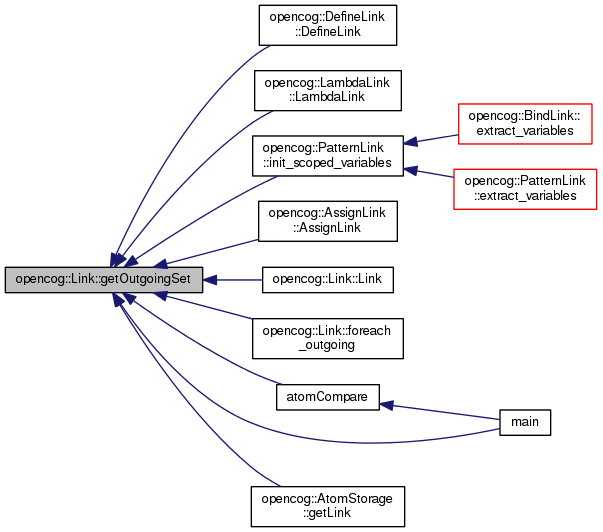 opencog::DefineLink
::DefineLink
opencog::LambdaLink
::LambdaLink
opencog::BindLink::
extract_variables
opencog::PatternLink
::init_scoped_variables
opencog::PatternLink
::extract_variables
opencog::AssignLink
::AssignLink
opencog::Link::getOutgoingSet
opencog::Link::Link
opencog::Link::foreach
_outgoing
atomCompare
main
opencog::AtomStorage
::getLink